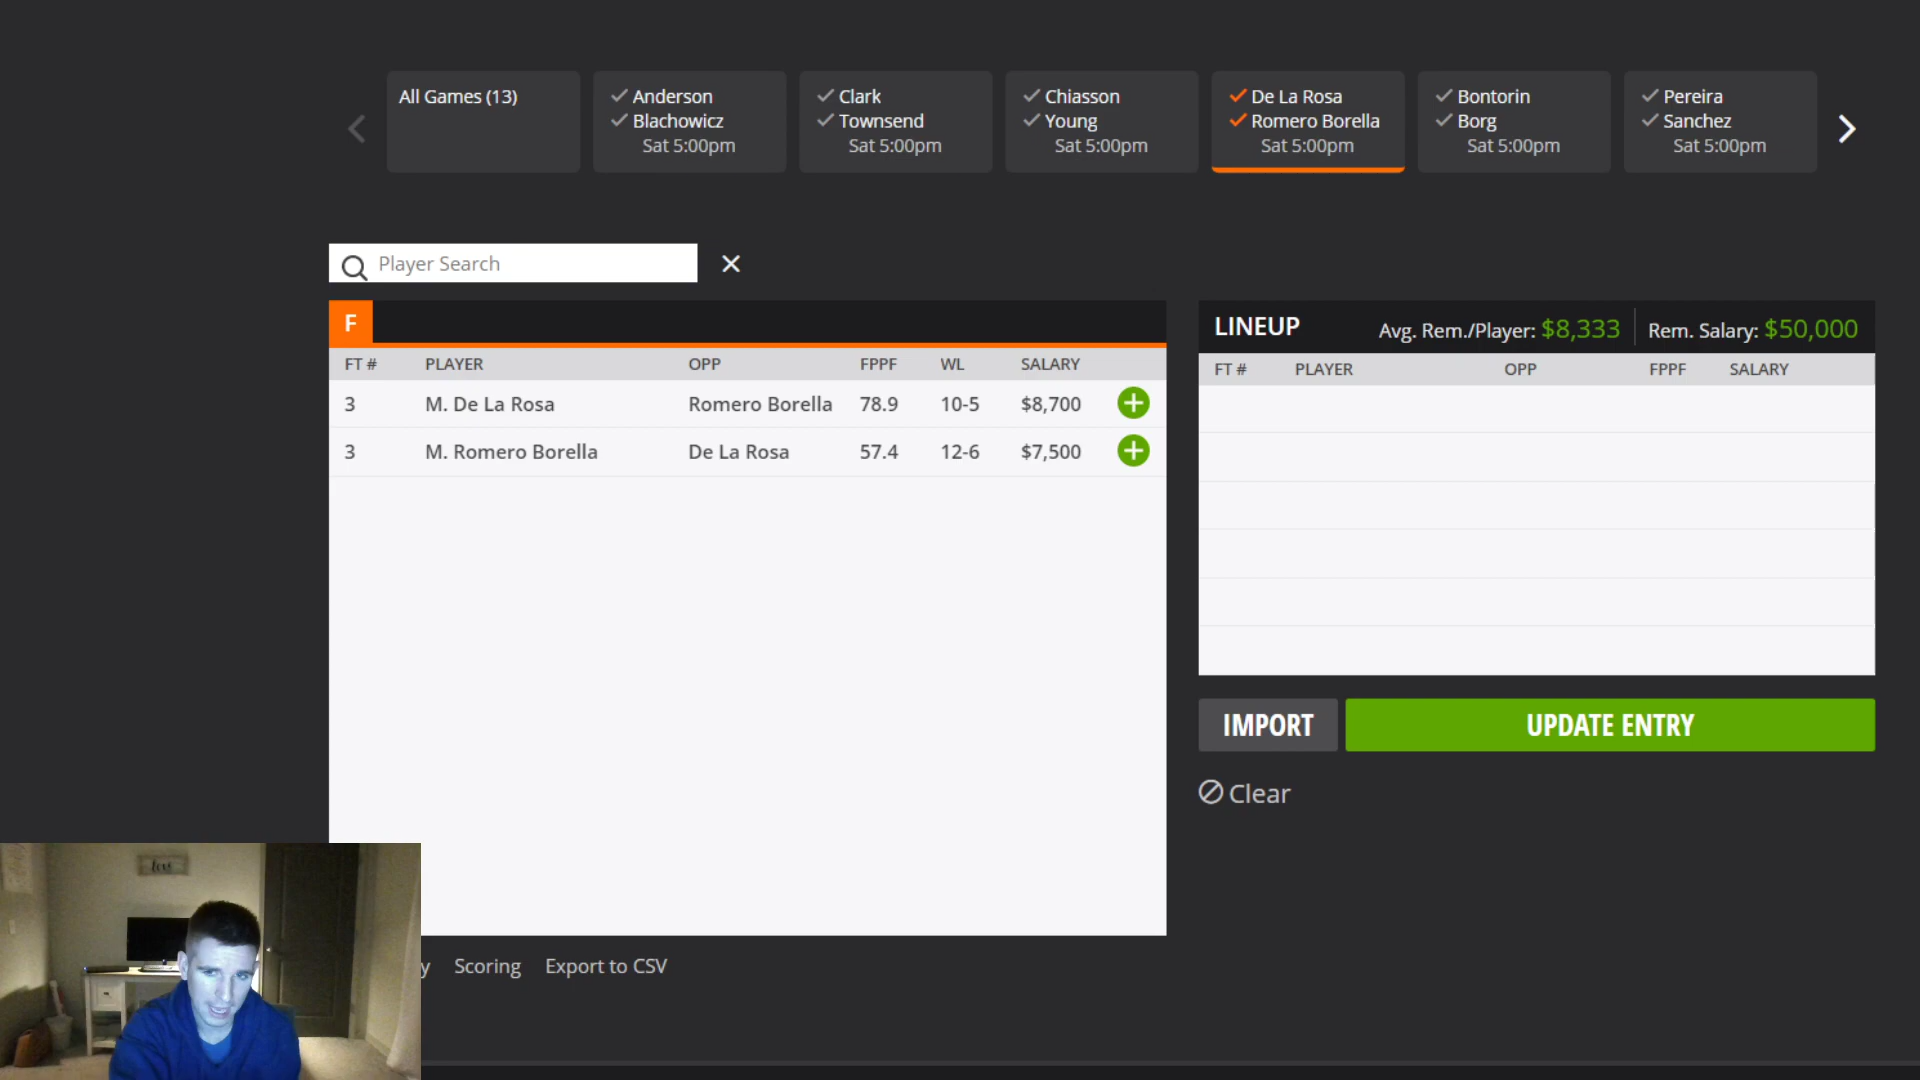 All Games (13)
Anderson
Blachowicz
Sat 5:00pm
Clark
Townsend
Sat 5:00pm
Chiasson
Young
Sat 5:00pm
De La Rosa
Romero Borella
Sat 5:00pm
Bontorin
Borg
Sat 5:00pm
Pereira
Sanchez
Sat 5:00pm
Player Search
F
FT # PLAYER OPP FPPF WL SALARY
3 M. De La Rosa Romero Borella 78.9 10-5 $8,700
3 M. Romero Borella De La Rosa 57.4 12-6 $7,500
LINEUP Avg. Rem./Player: $8,333 Rem. Salary: $50,000
FT # PLAYER OPP FPPF SALARY
IMPORT UPDATE ENTRY
Clear
love
y Scoring Export to CSV